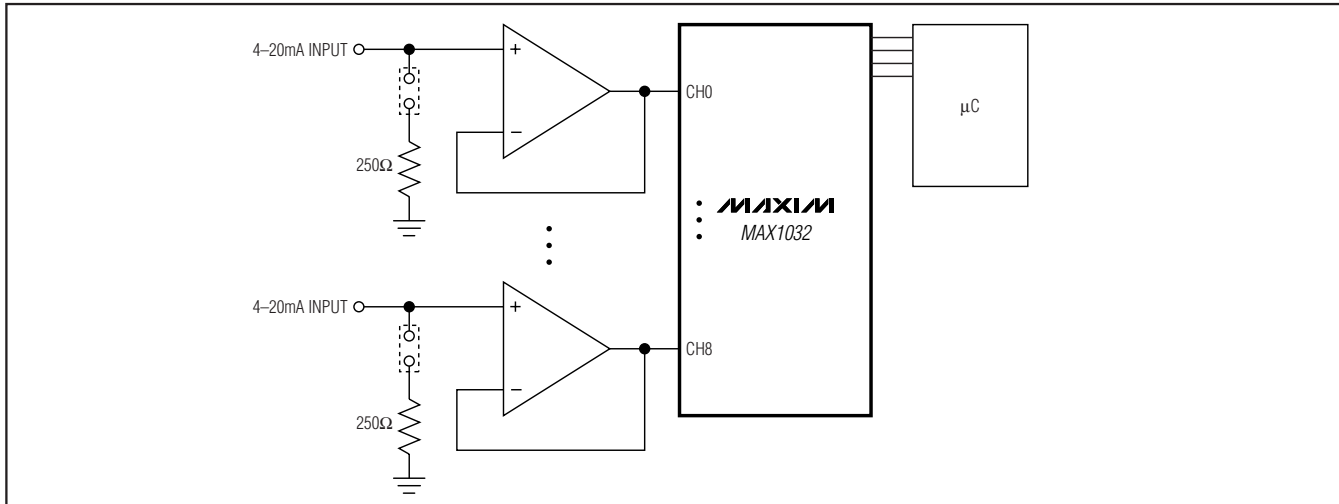 4–20mA INPUT
+
–
250Ω
CH0
μC
MAXIM
MAX1032
4–20mA INPUT
+
–
250Ω
CH8